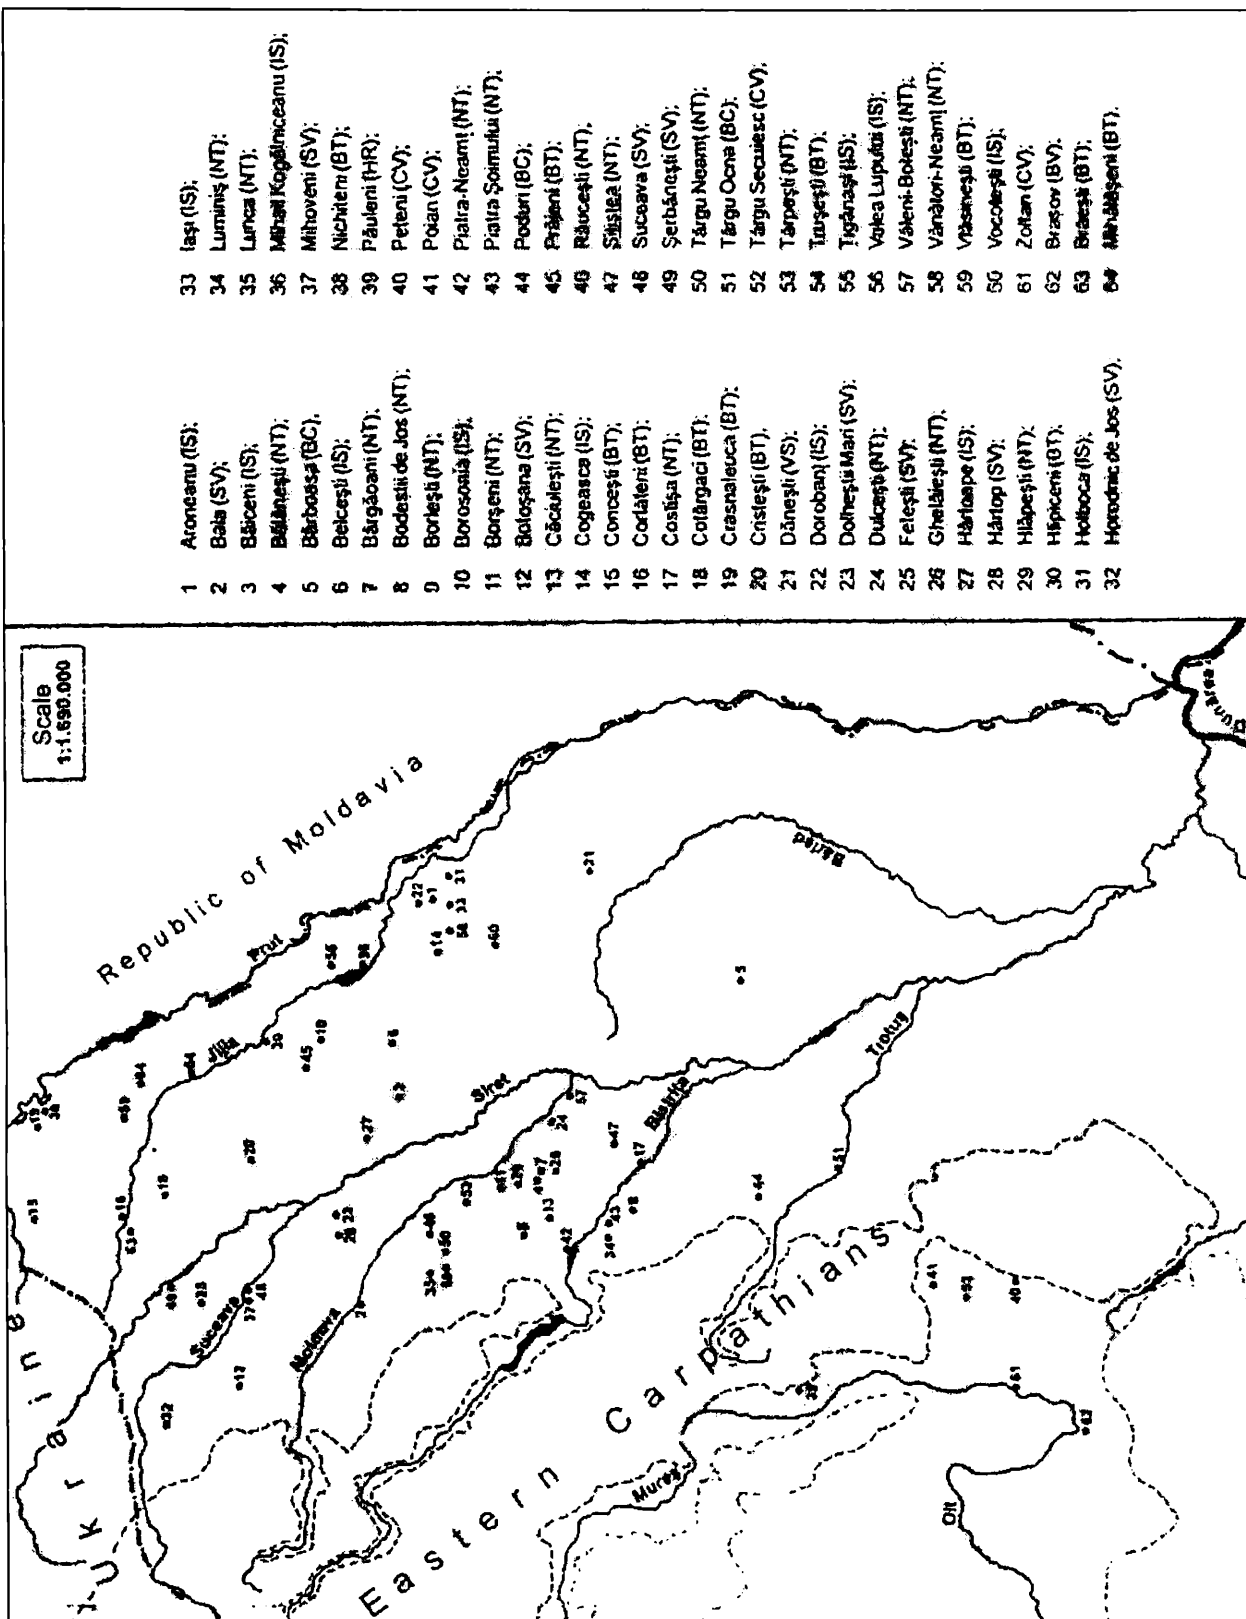 Scale
1:1.690.000
Ukraine
Republic of Moldavia
Eastern Carpathians
Prut
Jijia
Siret
Suceava
Moldova
Bistrița
Trotuș
Bârlad
Mureș
Olt
Dunărea
1 Aroneanu (IS);
2 Baia (SV);
3 Băiceni (IS);
4 Bălănești (NT);
5 Bărboasa (BC),
6 Belcești (IS);
7 Bărgăoani (NT);
8 Bodeștii de Jos (NT);
9 Borlești (NT);
10 Borosoaia (IS);
11 Borșeni (NT);
12 Botoșana (SV);
13 Căciulești (NT);
14 Cogeasca (IS);
15 Concești (BT);
16 Corlăteni (BT);
17 Costișa (NT);
18 Cotârgaci (BT);
19 Crasnaleuca (BT);
20 Cristești (BT),
21 Dănești (VS);
22 Dorobanț (IS);
23 Dolheștii Mari (SV);
24 Dulcești (NT);
25 Fetești (SV);
26 Ghelăiești (NT);
27 Hărtoape (IS);
28 Hârtop (SV);
29 Hlăpești (NT)
30 Hlipiceni (BT);
31 Holboca (IS);
32 Horodnic de Jos (SV),
33 Iași (IS);
34 Luminiș (NT);
35 Lunca (NT);
36 Mihail Kogălniceanu (IS);
37 Mihoveni (SV);
38 Nichiteni (BT);
39 Păuleni (HR);
40 Peteni (CV);
41 Poian (CV);
42 Piatra-Neamț (NT);
43 Piatra Șoimului (NT);
44 Poduri (BC);
45 Prăjeni (BT);
46 Răucești (NT),
47 Siliștea (NT);
48 Suceava (SV);
49 Șerbănești (SV);
50 Târgu Neamț (NT);
51 Târgu Ocna (BC);
52 Târgu Secuiesc (CV);
53 Târpești (NT);
54 Trușești (BT);
55 Țigănași (IS);
56 Valea Lupului (IS);
57 Văleni-Bolești (NT);
58 Vânători-Neamț (NT);
59 Vlăsinești (BT);
60 Vocotești (IS);
61 Zoltan (CV);
62 Brașov (BV);
63 Brăești (BT);
64 Mihălășeni (BT).